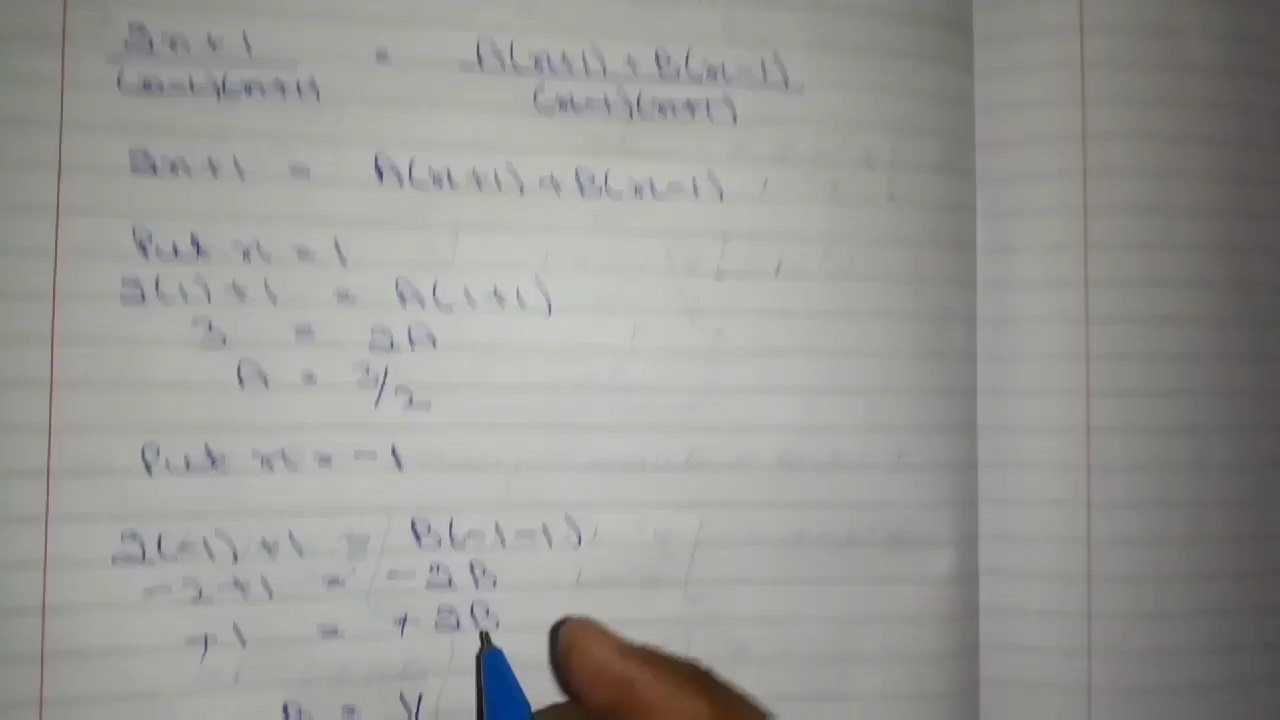 2x+1 / (x-1)(x+1) = A(x+1) + B(x-1) / (x-1)(x+1)
2x+1 = A(x+1) + B(x-1)
Put x = 1
2(1)+1 = A(1+1)
3 = 2A
A = 3/2
Put x = -1
2(-1)+1 = B(-1-1)
-2+1 = -2B
+1 = +2B